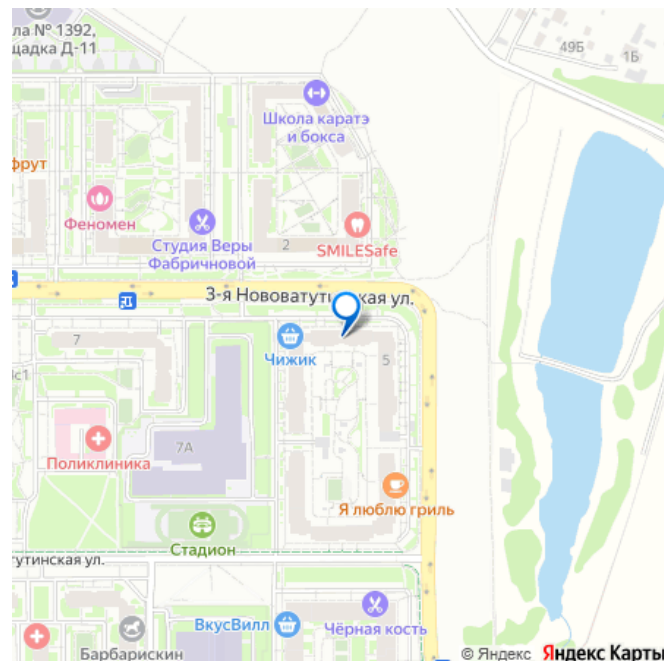 ла № 1392,
щадка Д-11
49Б
1Б
Школа каратэ
и бокса
фрут
Феномен
Студия Веры
Фабричновой
2
SMILESafe
3-я Нововатутинская ул.
7
Чижик
5
с1
7А
Поликлиника
Я люблю гриль
Стадион
утинская ул.
ВкусВилл
Чёрная кость
Барбарискин
© Яндекс Яндекс Карты